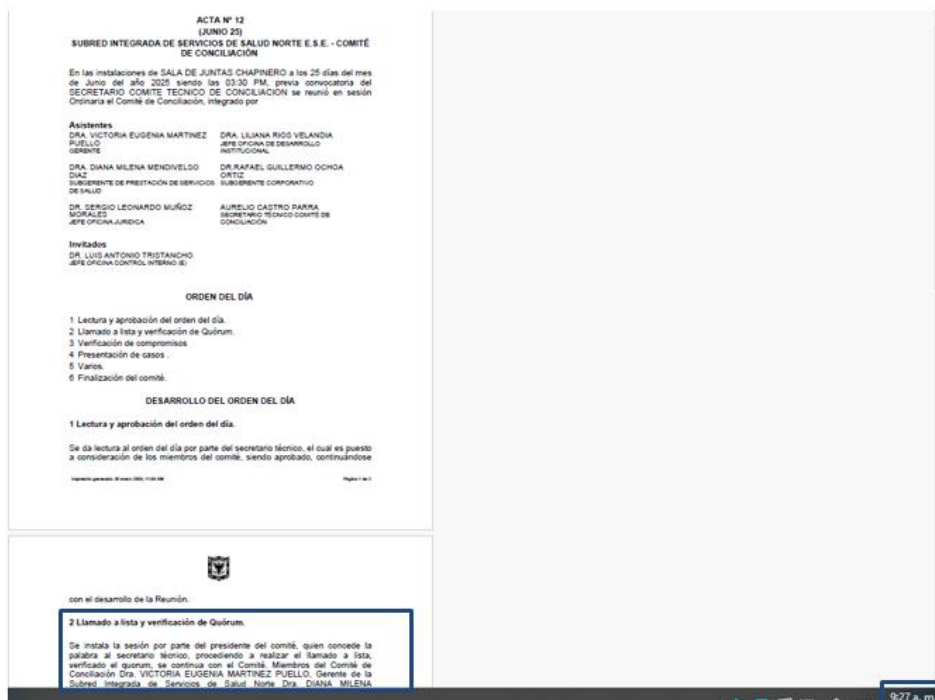 ACTA N° 12
(JUNIO 25)
SUBRED INTEGRADA DE SERVICIOS DE SALUD NORTE E.S.E. - COMITÉ
DE CONCILIACIÓN
En las instalaciones de SALA DE JUNTAS CHAPINERO a los 25 días del mes
de Junio del año 2025 siendo las 03:30 PM, previa convocatoria del
SECRETARIO COMITE TECNICO DE CONCILIACION se reunió en sesión
Ordinaria el Comité de Conciliación, integrado por
Asistentes
DRA. VICTORIA EUGENIA MARTINEZ
PUELLO
GERENTE
DRA. LILIANA RIOS VELANDIA
JEFE OFICINA DE DESARROLLO
INSTITUCIONAL
DRA. DIANA MILENA MENDIVELSO
DIAZ
SUBGERENTE DE PRESTACIÓN DE SERVICIOS
DE SALUD
DR.RAFAEL GUILLERMO OCHOA
ORTIZ
SUBGERENTE CORPORATIVO
DR. SERGIO LEONARDO MUÑOZ
MORALES
JEFE OFICINA JURIDICA
AURELIO CASTRO PARRA
SECRETARIO TÉCNICO COMITÉ DE
CONCILIACIÓN
Invitados
DR. LUIS ANTONIO TRISTANCHO
JEFE OFICINA CONTROL INTERNO (E)
ORDEN DEL DÍA
1 Lectura y aprobación del orden del día.
2 Llamado a lista y verificación de Quórum.
3 Verificación de compromisos
4 Presentación de casos .
5 Varios.
6 Finalización del comité.
DESARROLLO DEL ORDEN DEL DÍA
1 Lectura y aprobación del orden del día.
Se da lectura al orden del día por parte del secretario técnico, el cual es puesto
a consideración de los miembros del comité, siendo aprobado, continuándose
Página 1 de
con el desarrollo de la Reunión.
2 Llamado a lista y verificación de Quórum.
Se instala la sesión por parte del presidente del comité, quien concede la
palabra al secretario técnico, procediendo a realizar el llamado a lista,
verificado el quorum, se continua con el Comité. Miembros del Comité de
Conciliación Dra. VICTORIA EUGENIA MARTINEZ PUELLO, Gerente de la
Subred Integrada de Servicios de Salud Norte Dra. DIANA MILENA
9:27 a. m.